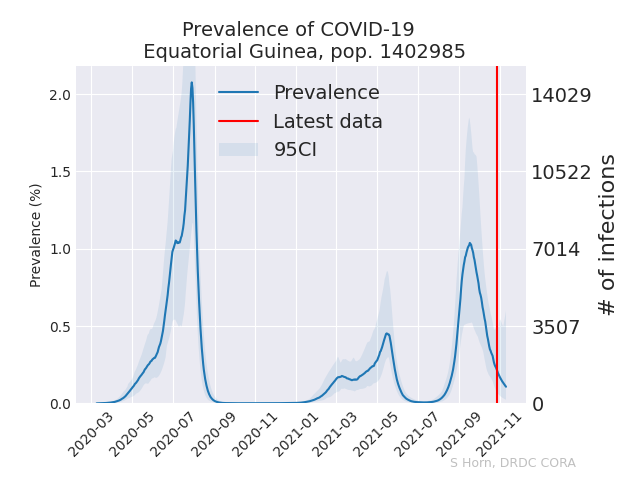 Prevalence of COVID-19
Equatorial Guinea, pop. 1402985
Prevalence
Latest data
95CI
Prevalence (%)
2.0
1.5
1.0
0.5
0.0
14029
10522
7014
3507
0
# of infections
2020-03
2020-05
2020-07
2020-09
2020-11
2021-01
2021-03
2021-05
2021-07
2021-09
2021-11
S Horn, DRDC CORA